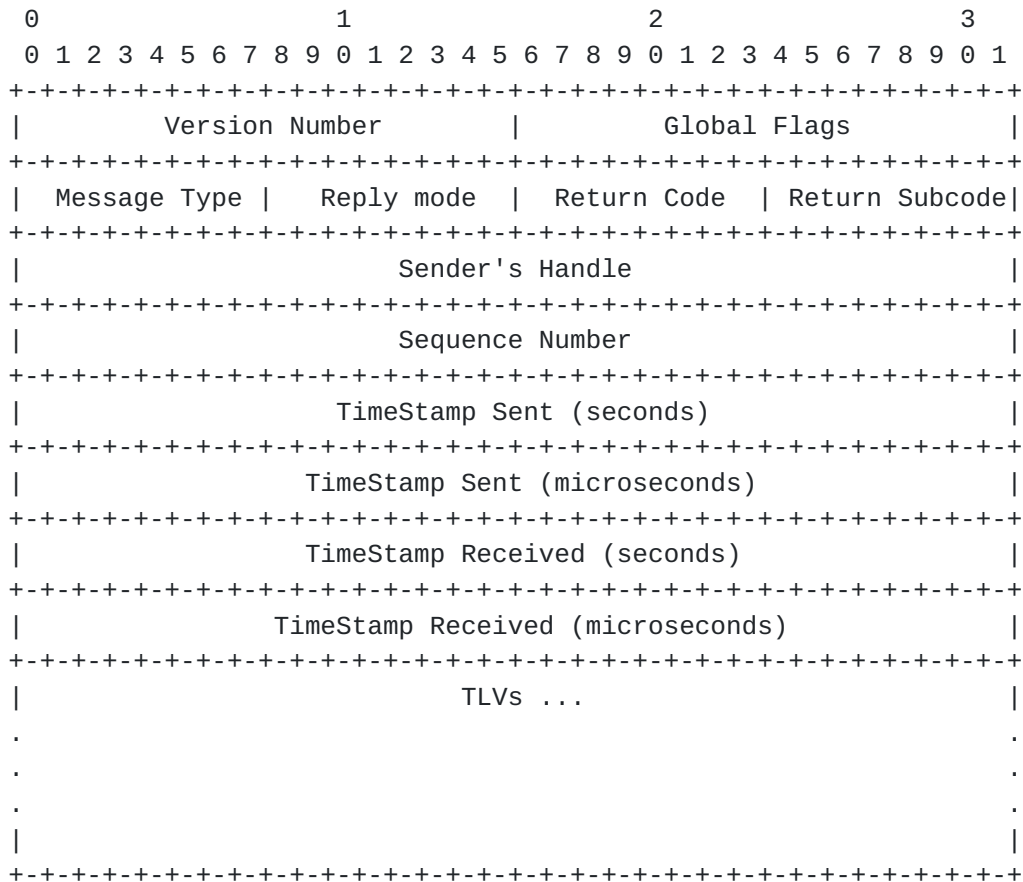 0                   1                   2                   3
 0 1 2 3 4 5 6 7 8 9 0 1 2 3 4 5 6 7 8 9 0 1 2 3 4 5 6 7 8 9 0 1
+-+-+-+-+-+-+-+-+-+-+-+-+-+-+-+-+-+-+-+-+-+-+-+-+-+-+-+-+-+-+-+-+
|         Version Number        |         Global Flags          |
+-+-+-+-+-+-+-+-+-+-+-+-+-+-+-+-+-+-+-+-+-+-+-+-+-+-+-+-+-+-+-+-+
|  Message Type |   Reply mode  |  Return Code  | Return Subcode|
+-+-+-+-+-+-+-+-+-+-+-+-+-+-+-+-+-+-+-+-+-+-+-+-+-+-+-+-+-+-+-+-+
|                        Sender's Handle                        |
+-+-+-+-+-+-+-+-+-+-+-+-+-+-+-+-+-+-+-+-+-+-+-+-+-+-+-+-+-+-+-+-+
|                        Sequence Number                        |
+-+-+-+-+-+-+-+-+-+-+-+-+-+-+-+-+-+-+-+-+-+-+-+-+-+-+-+-+-+-+-+-+
|                    TimeStamp Sent (seconds)                   |
+-+-+-+-+-+-+-+-+-+-+-+-+-+-+-+-+-+-+-+-+-+-+-+-+-+-+-+-+-+-+-+-+
|                  TimeStamp Sent (microseconds)                |
+-+-+-+-+-+-+-+-+-+-+-+-+-+-+-+-+-+-+-+-+-+-+-+-+-+-+-+-+-+-+-+-+
|                  TimeStamp Received (seconds)                 |
+-+-+-+-+-+-+-+-+-+-+-+-+-+-+-+-+-+-+-+-+-+-+-+-+-+-+-+-+-+-+-+-+
|                TimeStamp Received (microseconds)              |
+-+-+-+-+-+-+-+-+-+-+-+-+-+-+-+-+-+-+-+-+-+-+-+-+-+-+-+-+-+-+-+-+
|                            TLVs ...                           |
.                                                               .
.                                                               .
.                                                               .
|                                                               |
+-+-+-+-+-+-+-+-+-+-+-+-+-+-+-+-+-+-+-+-+-+-+-+-+-+-+-+-+-+-+-+-+